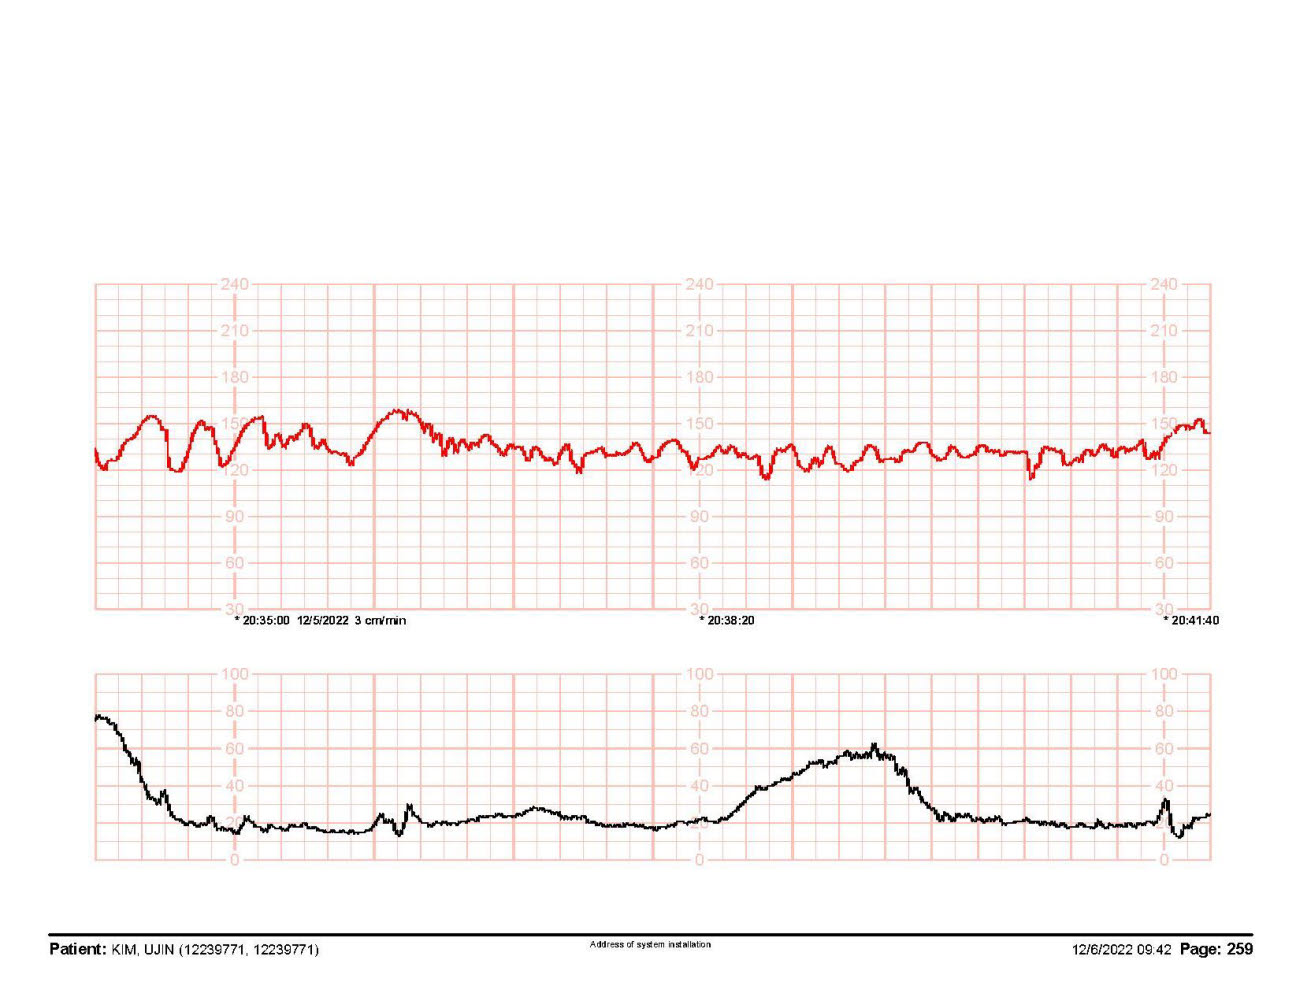 240 240 240
210 210 210
180 180 180
150 150 150
120 120 120
90 90 90
60 60 60
30 30 30
* 20:35:00 12/5/2022 3 cm/min * 20:38:20 * 20:41:40
100 100 100
80 80 80
60 60 60
40 40 40
20 20 20
0 0 0
Patient: KIM, UJIN (12239771, 12239771) Address of system installation 12/6/2022 09:42 Page: 259